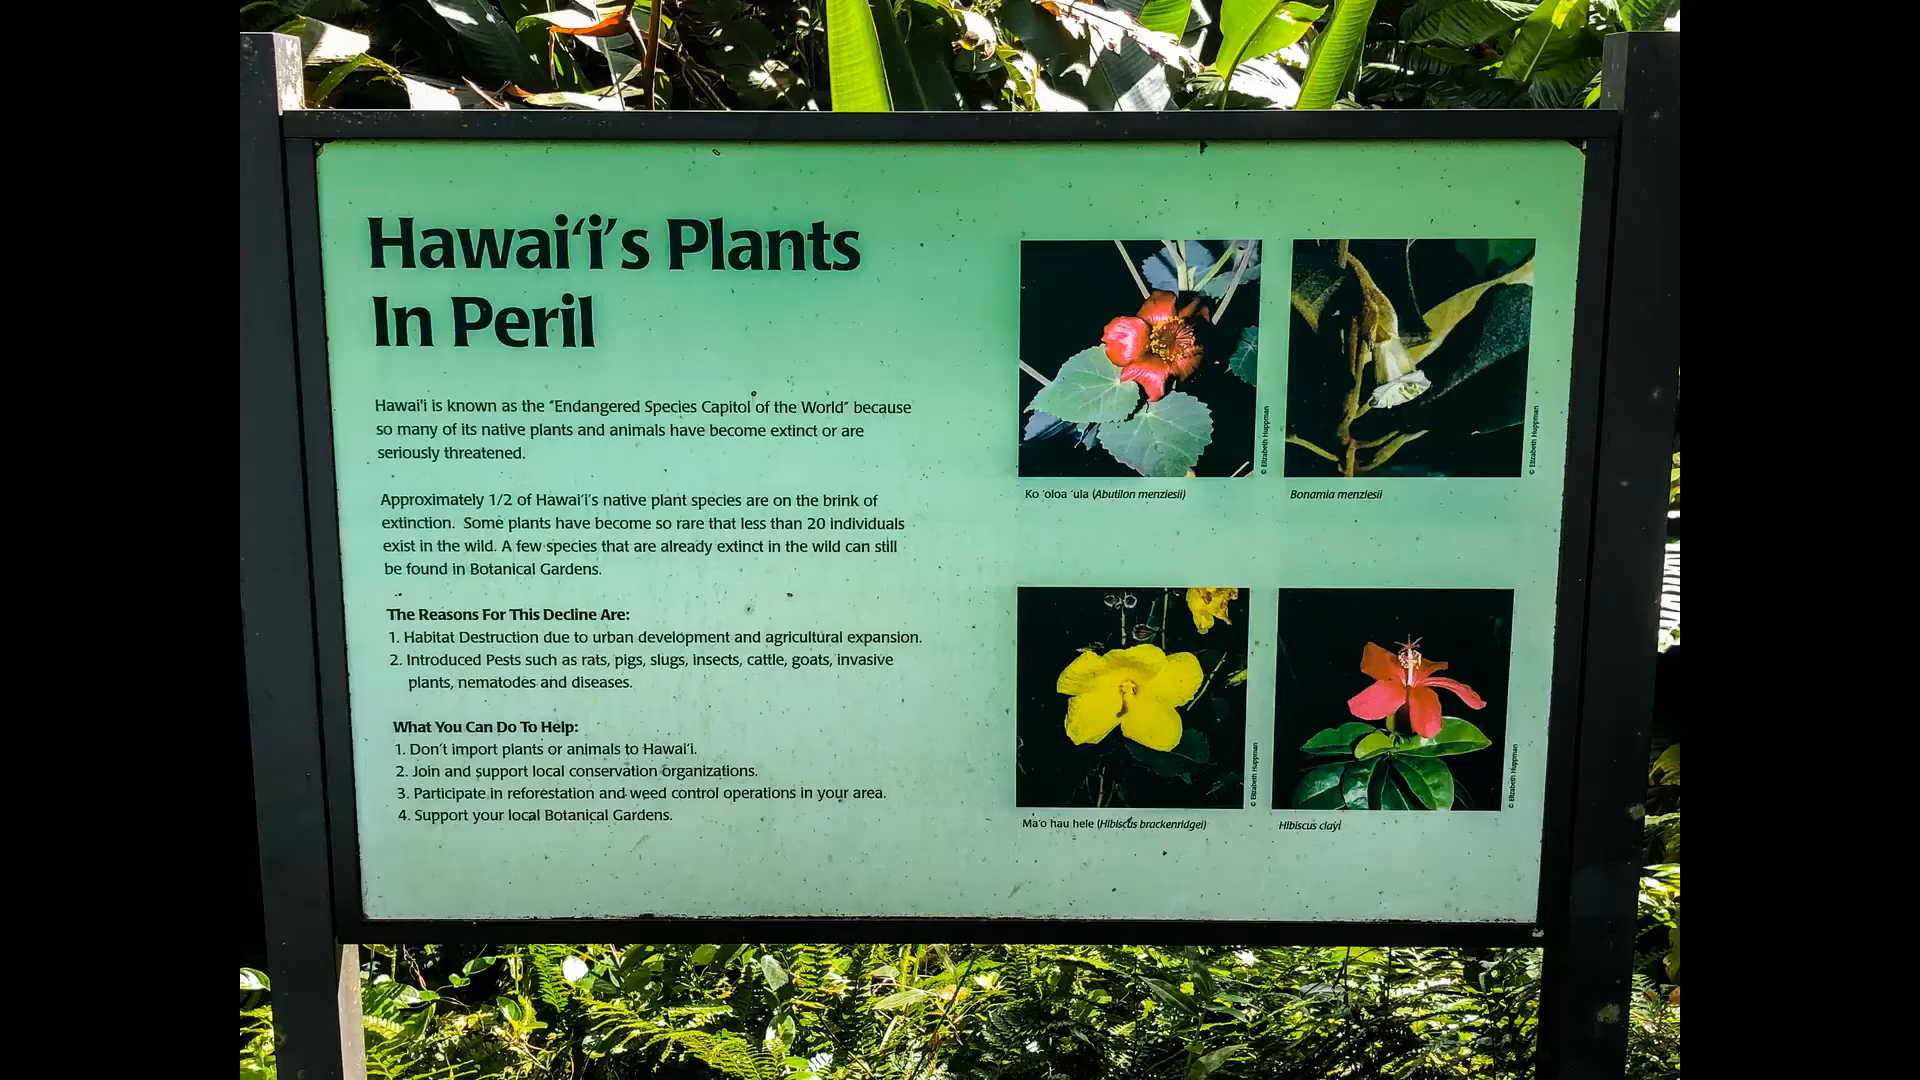 Hawai‘i’s Plants
In Peril
Hawai'i is known as the "Endangered Species Capitol of the World" because
so many of its native plants and animals have become extinct or are
seriously threatened.
Approximately 1/2 of Hawai'i's native plant species are on the brink of
extinction. Some plants have become so rare that less than 20 individuals
exist in the wild. A few species that are already extinct in the wild can still
be found in Botanical Gardens.
The Reasons For This Decline Are:
1. Habitat Destruction due to urban development and agricultural expansion.
2. Introduced Pests such as rats, pigs, slugs, insects, cattle, goats, invasive
plants, nematodes and diseases.
What You Can Do To Help:
1. Don't import plants or animals to Hawai'i.
2. Join and support local conservation organizations.
3. Participate in reforestation and weed control operations in your area.
4. Support your local Botanical Gardens.
© Elizabeth Huppman
Ko 'oloa 'ula (Abutilon menziesii)
© Elizabeth Huppman
Bonamia menziesii
© Elizabeth Huppman
Ma'o hau hele (Hibiscus brackenridgei)
© Elizabeth Huppman
Hibiscus clayi